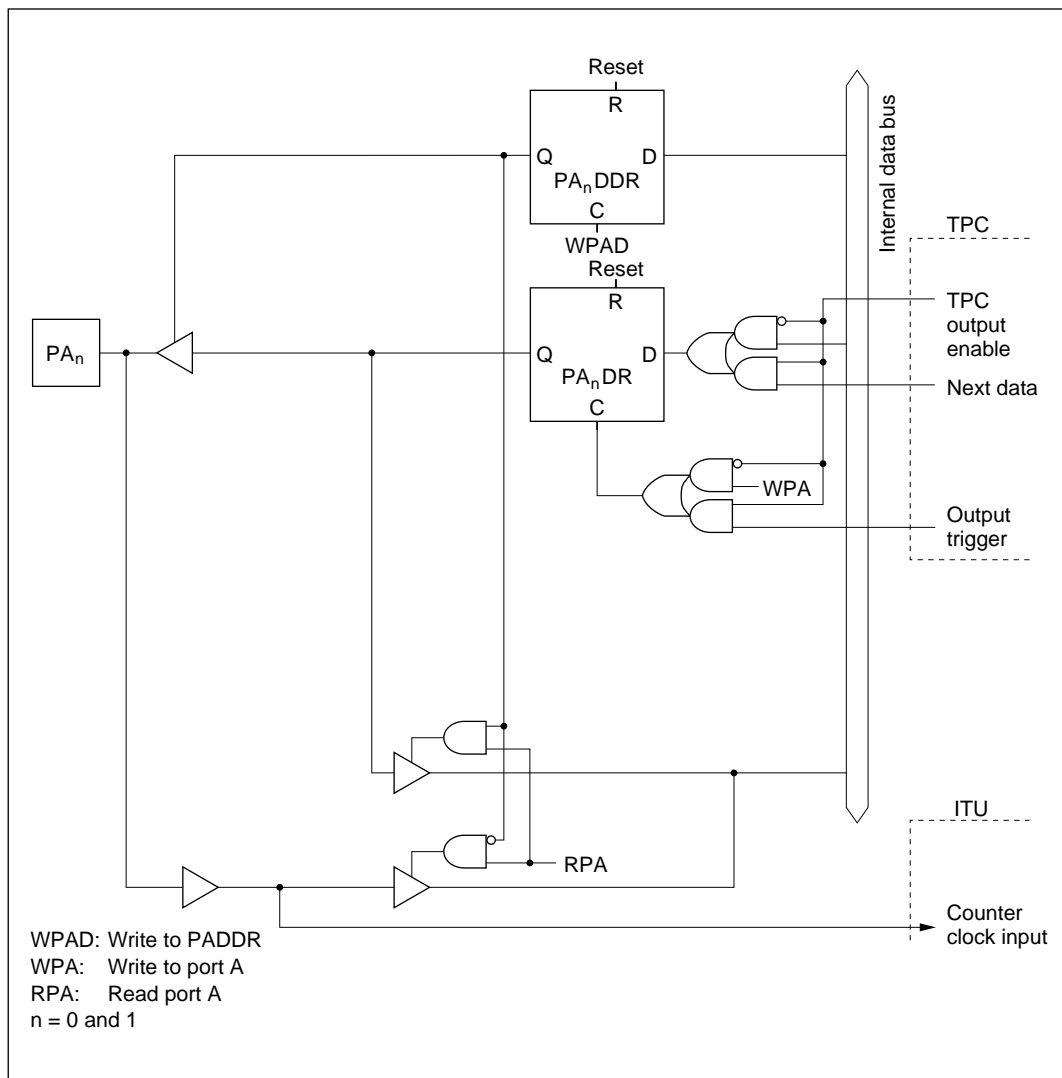 Reset
R
Q
D
PAnDDR
C
WPAD
Internal data bus
TPC
Reset
R
Q
D
PAnDR
C
PAn
TPC
output
enable
Next data
WPA
Output
trigger
RPA
ITU
Counter
clock input
WPAD: Write to PADDR
WPA: Write to port A
RPA: Read port A
n = 0 and 1